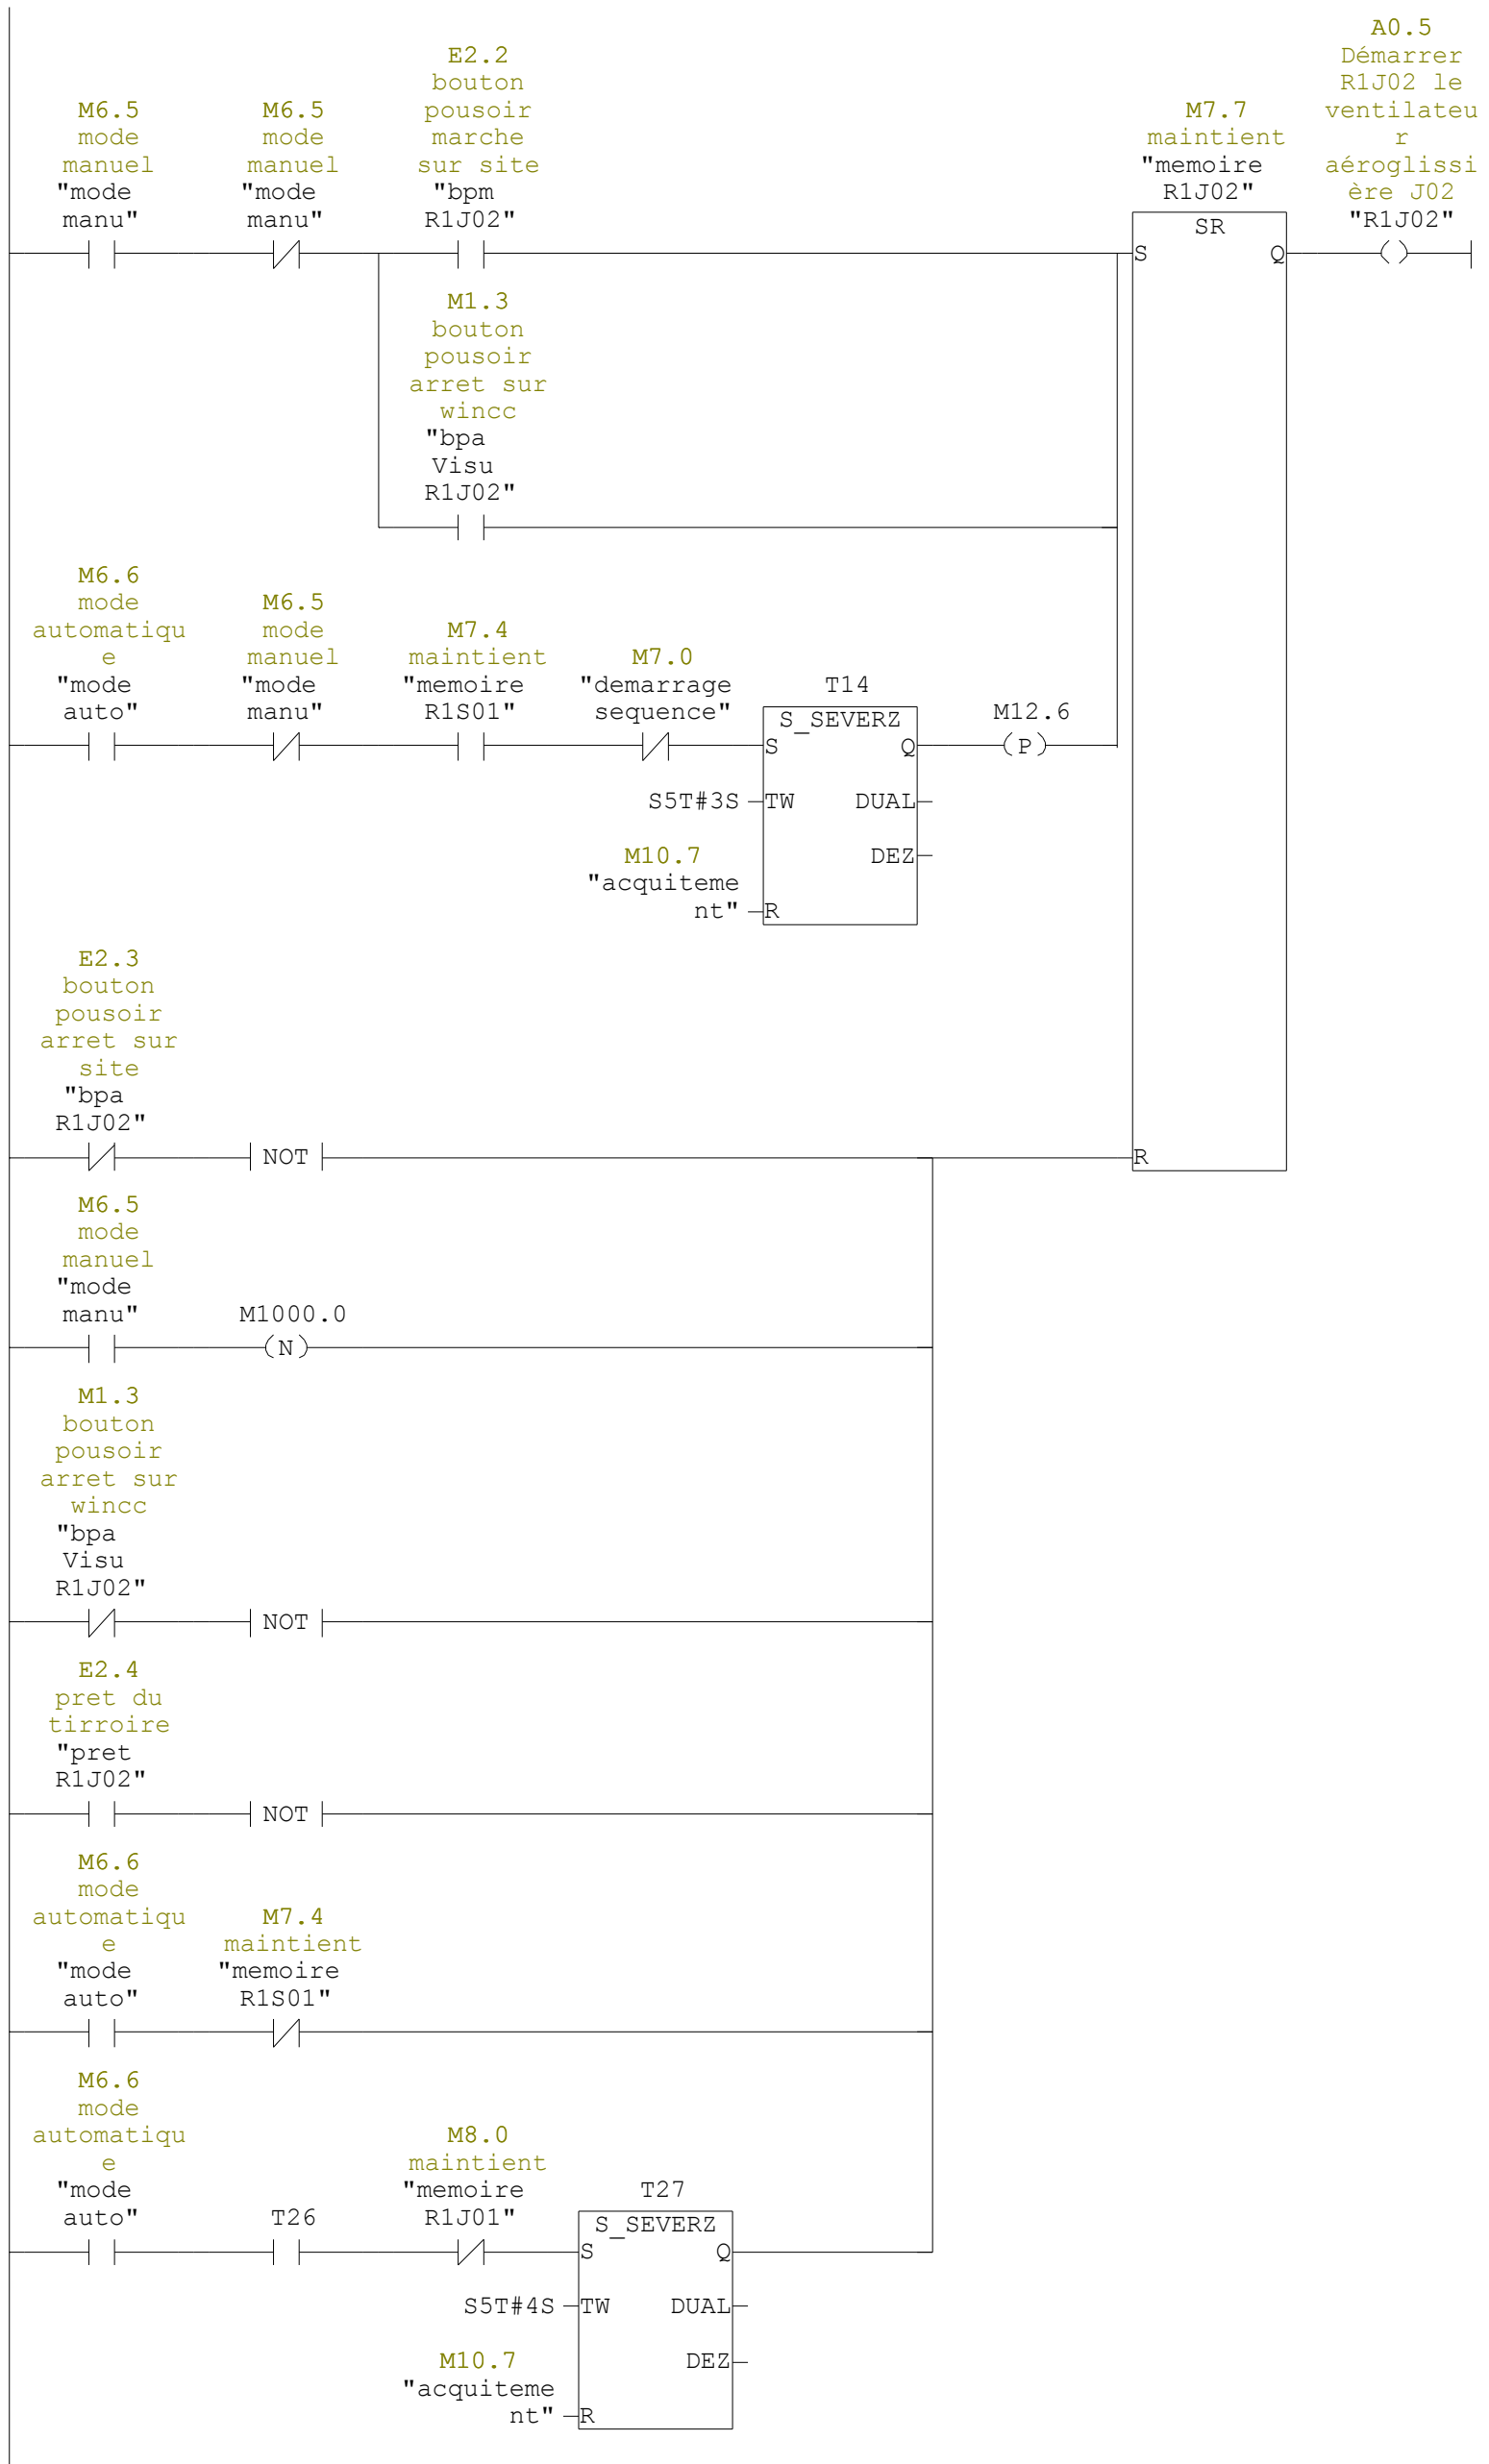 A0.5
Démarrer
R1J02 le
ventilateu
r
aéroglissi
ère J02
"R1J02"
M7.7
maintient
"memoire
R1J02"
E2.2
bouton
pousoir
marche
sur site
"bpm
R1J02"
M6.5
mode
manuel
"mode
manu"
M6.5
mode
manuel
"mode
manu"
SR
S
Q
( )
M1.3
bouton
pousoir
arret sur
wincc
"bpa
Visu
R1J02"
M6.6
mode
automatiqu
e
"mode
auto"
M6.5
mode
manuel
"mode
manu"
M7.4
maintient
"memoire
R1S01"
M7.0
"demarrage
sequence"
T14
S_SEVERZ
S
Q
M12.6
(P)
S5T#3S
TW
DUAL
M10.7
"acquiteme
nt"
DEZ
R
E2.3
bouton
pousoir
arret sur
site
"bpa
R1J02"
NOT
R
M6.5
mode
manuel
"mode
manu"
M1000.0
(N)
M1.3
bouton
pousoir
arret sur
wincc
"bpa
Visu
R1J02"
NOT
E2.4
pret du
tirroire
"pret
R1J02"
NOT
M6.6
mode
automatiqu
e
"mode
auto"
M7.4
maintient
"memoire
R1S01"
M6.6
mode
automatiqu
e
"mode
auto"
T26
M8.0
maintient
"memoire
R1J01"
T27
S_SEVERZ
S
Q
S5T#4S
TW
DUAL
M10.7
"acquiteme
nt"
DEZ
R